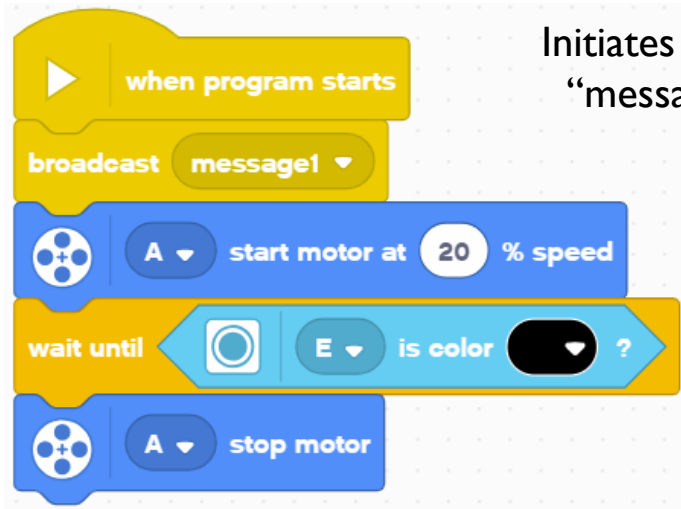 Initiates
"messa
when program starts
broadcast message1
A start motor at 20 % speed
wait until E is color ?
A stop motor